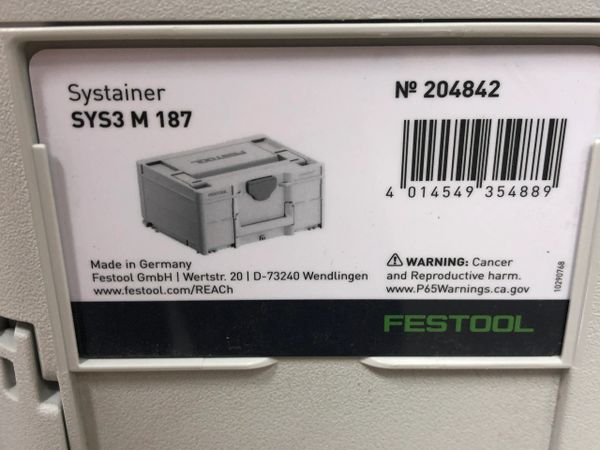 Systainer
SYS3 M 187
Nº 204842
4 014549 354889
FESTOOL
Made in Germany
Festool GmbH | Wertstr. 20 | D-73240 Wendlingen
www.festool.com/REACh
⚠ WARNING: Cancer
and Reproductive harm.
www.P65Warnings.ca.gov
10290768
FESTOOL